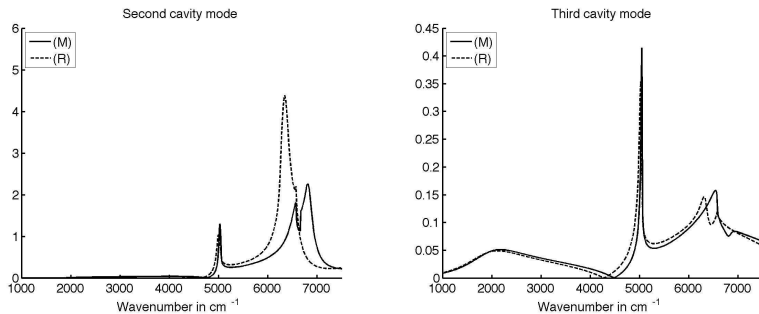 Second cavity mode
(M)
(R)
6
5
4
3
2
1
0
1000 2000 3000 4000 5000 6000 7000
Wavenumber in cm -1
Third cavity mode
(M)
(R)
0.45
0.4
0.35
0.3
0.25
0.2
0.15
0.1
0.05
0
1000 2000 3000 4000 5000 6000 7000
Wavenumber in cm -1